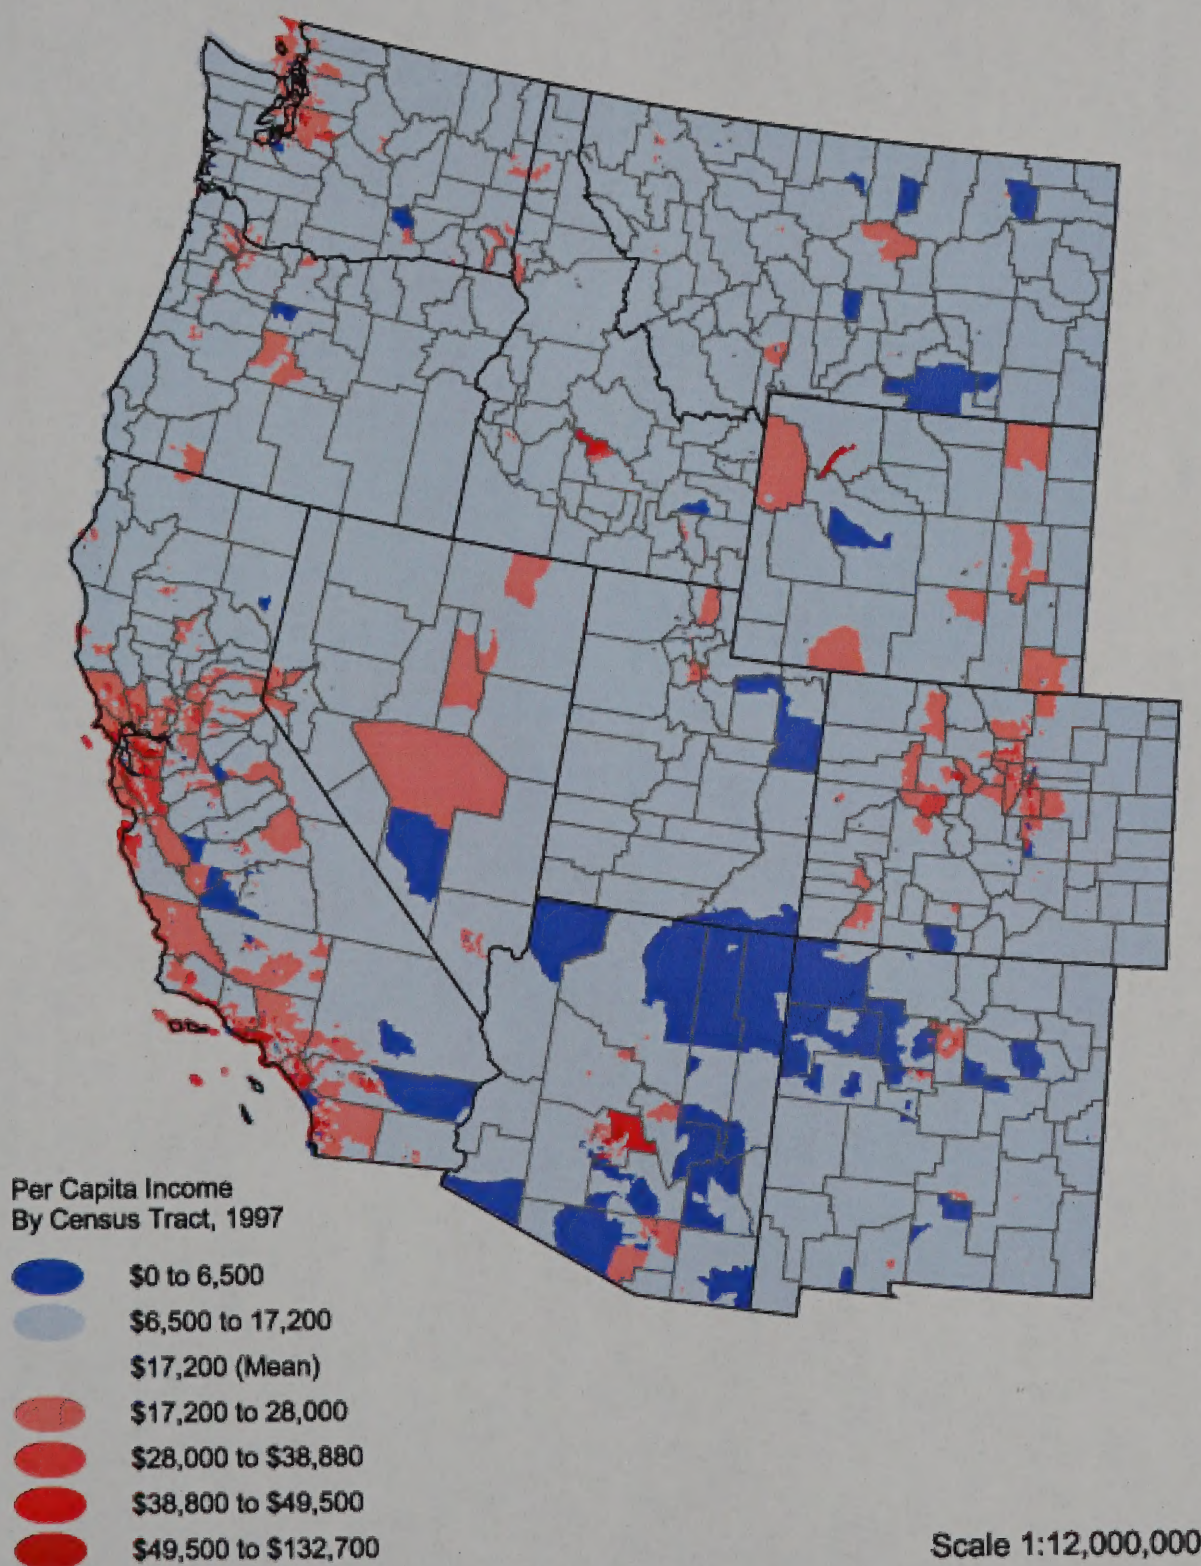 Per Capita Income
By Census Tract, 1997
$0 to 6,500
$6,500 to 17,200
$17,200 (Mean)
$17,200 to 28,000
$28,000 to $38,880
$38,800 to $49,500
$49,500 to $132,700
Scale 1:12,000,000